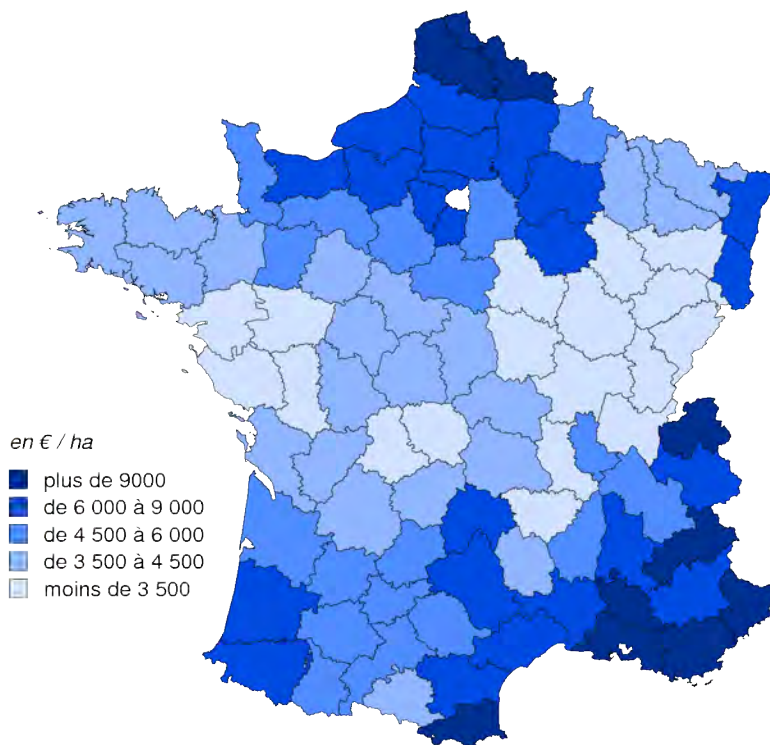 en € / ha
plus de 9000
de 6 000 à 9 000
de 4 500 à 6 000
de 3 500 à 4 500
moins de 3 500